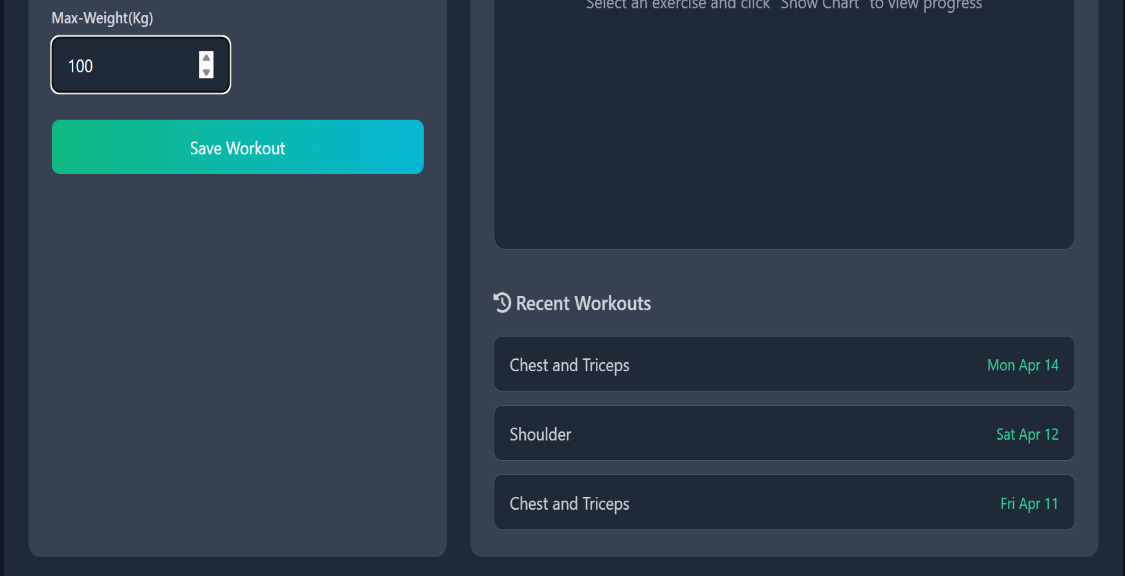 Max-Weight(Kg)
100
Save Workout
Select an exercise and click "Show Chart" to view progress
Recent Workouts
Chest and Triceps
Mon Apr 14
Shoulder
Sat Apr 12
Chest and Triceps
Fri Apr 11